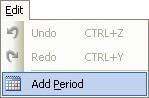 Edit
Undo CTRL+Z
Redo CTRL+Y
Add Period